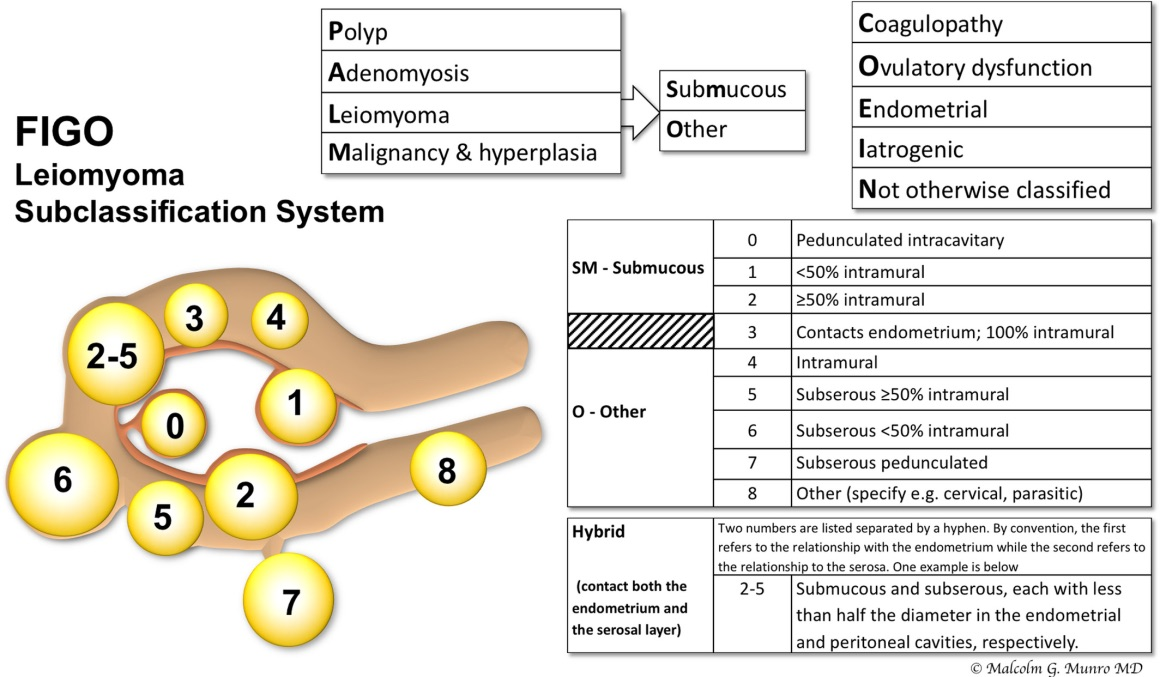 Polyp
Adenomyosis
Leiomyoma
Malignancy & hyperplasia
Submucous
Other
Coagulopathy
Ovulatory dysfunction
Endometrial
Iatrogenic
Not otherwise classified
FIGO
Leiomyoma
Subclassification System
3
4
2-5
1
0
6
2
8
5
7
SM - Submucous
0 Pedunculated intracavitary
1 <50% intramural
2 ≥50% intramural
3 Contacts endometrium; 100% intramural
O - Other
4 Intramural
5 Subserous ≥50% intramural
6 Subserous <50% intramural
7 Subserous pedunculated
8 Other (specify e.g. cervical, parasitic)
Hybrid
(contact both the
endometrium and
the serosal layer)
Two numbers are listed separated by a hyphen. By convention, the first
refers to the relationship with the endometrium while the second refers to
the relationship to the serosa. One example is below
2-5 Submucous and subserous, each with less
than half the diameter in the endometrial
and peritoneal cavities, respectively.
© Malcolm G. Munro MD